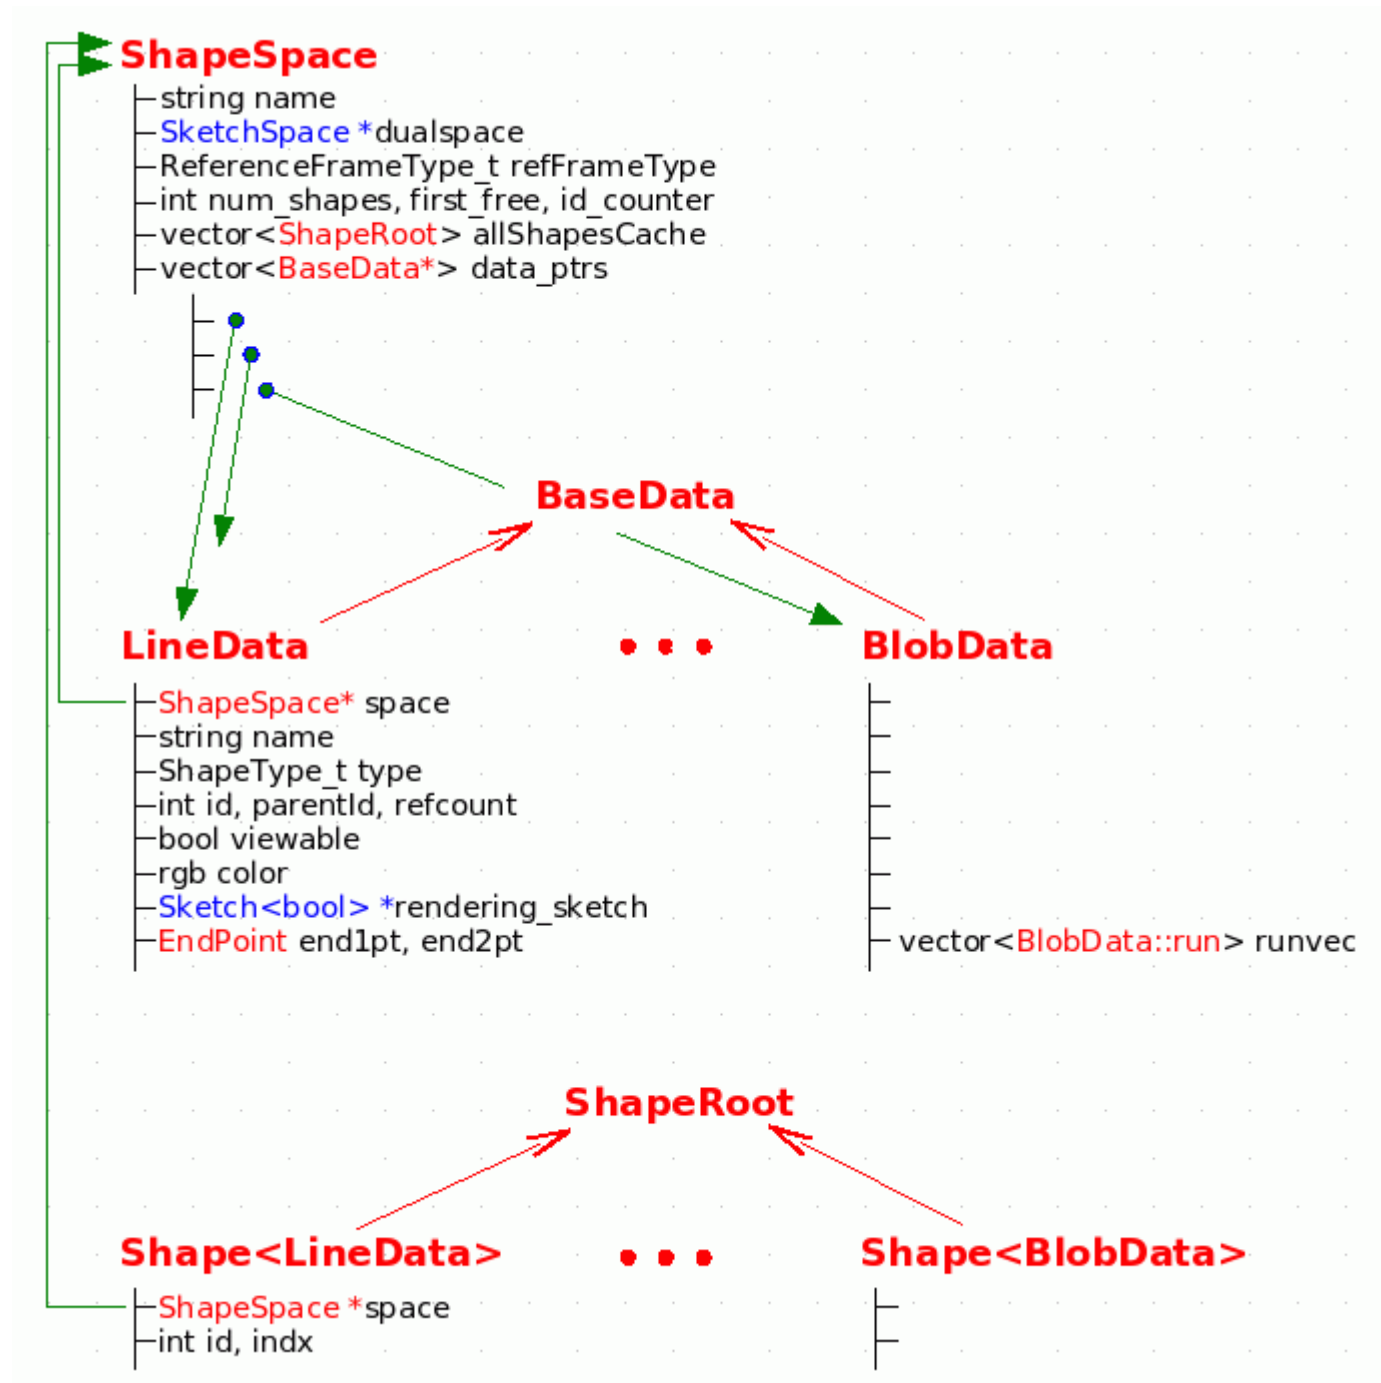 ShapeSpace
string name
SketchSpace *dualspace
ReferenceFrameType_t refFrameType
int num_shapes, first_free, id_counter
vector<ShapeRoot> allShapesCache
vector<BaseData*> data_ptrs
BaseData
LineData
BlobData
ShapeSpace* space
string name
ShapeType_t type
int id, parentId, refcount
bool viewable
rgb color
Sketch<bool> *rendering_sketch
EndPoint end1pt, end2pt
vector<BlobData::run> runvec
ShapeRoot
Shape<LineData>
Shape<BlobData>
ShapeSpace *space
int id, indx